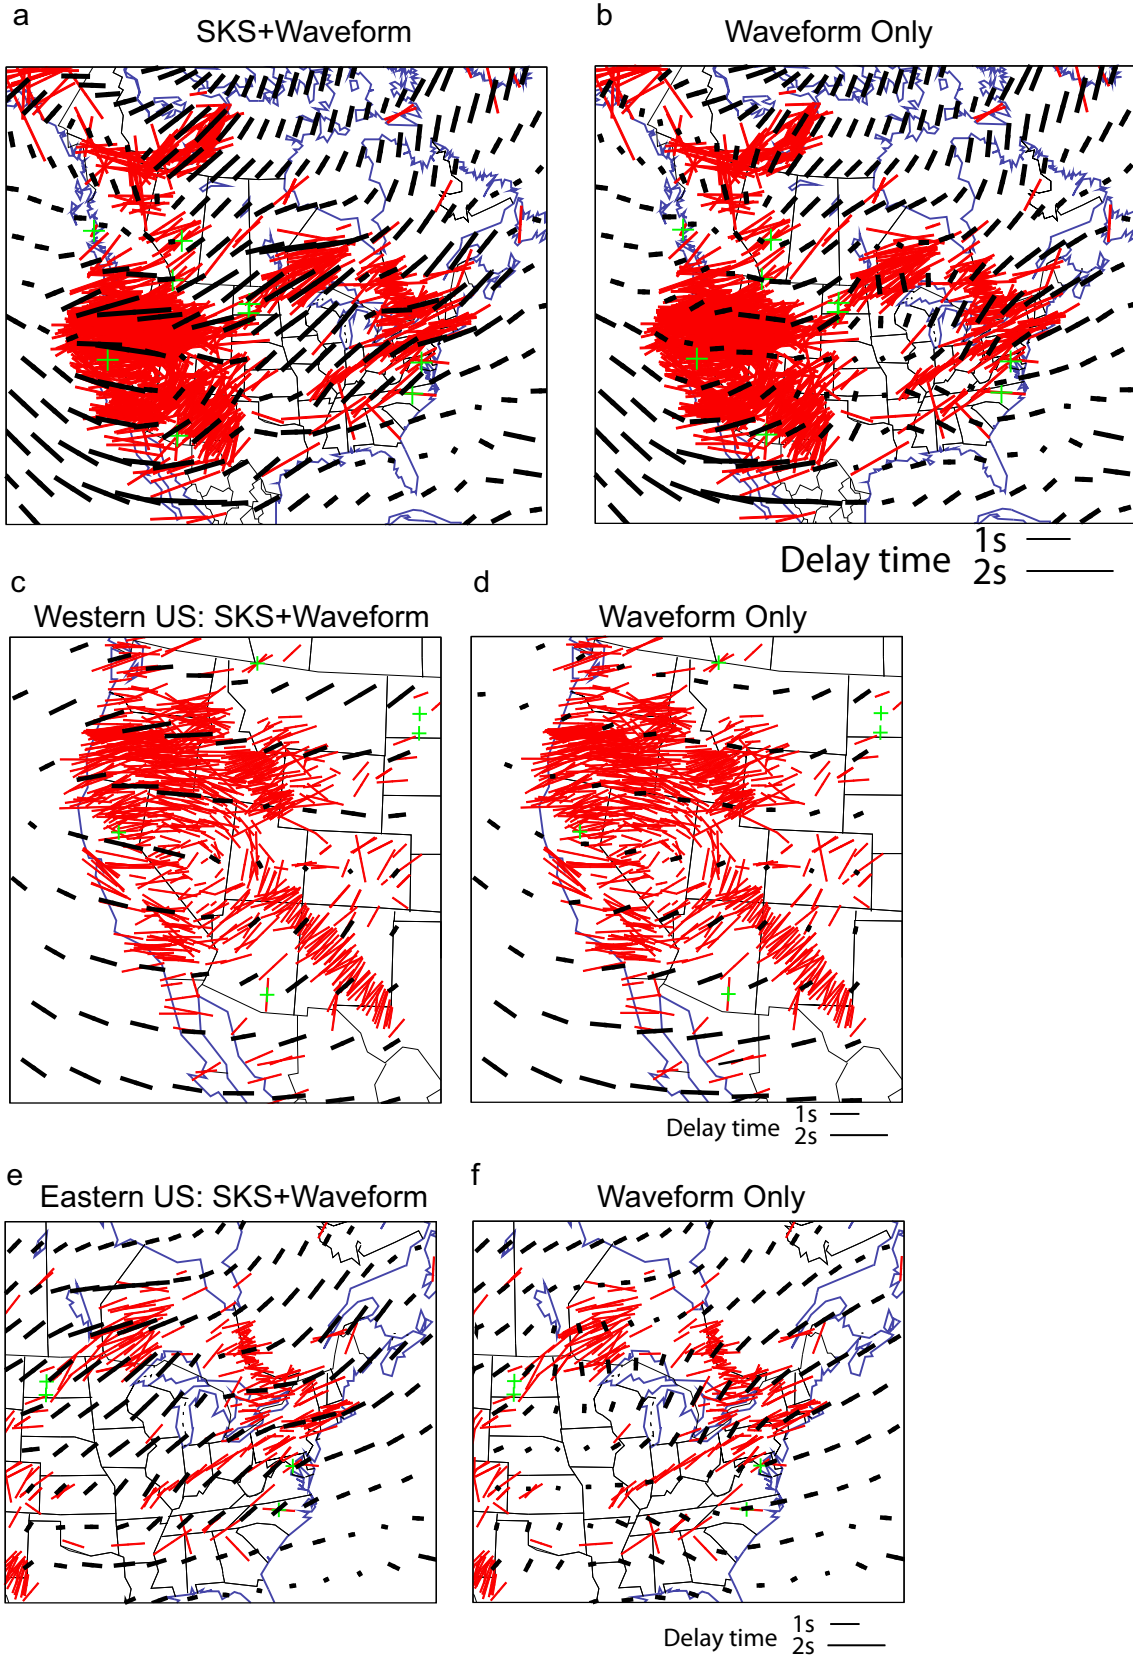 a
SKS+Waveform
b
Waveform Only
Delay time
1s
2s
c
Western US: SKS+Waveform
d
Waveform Only
Delay time
1s
2s
e
Eastern US: SKS+Waveform
f
Waveform Only
Delay time
1s
2s